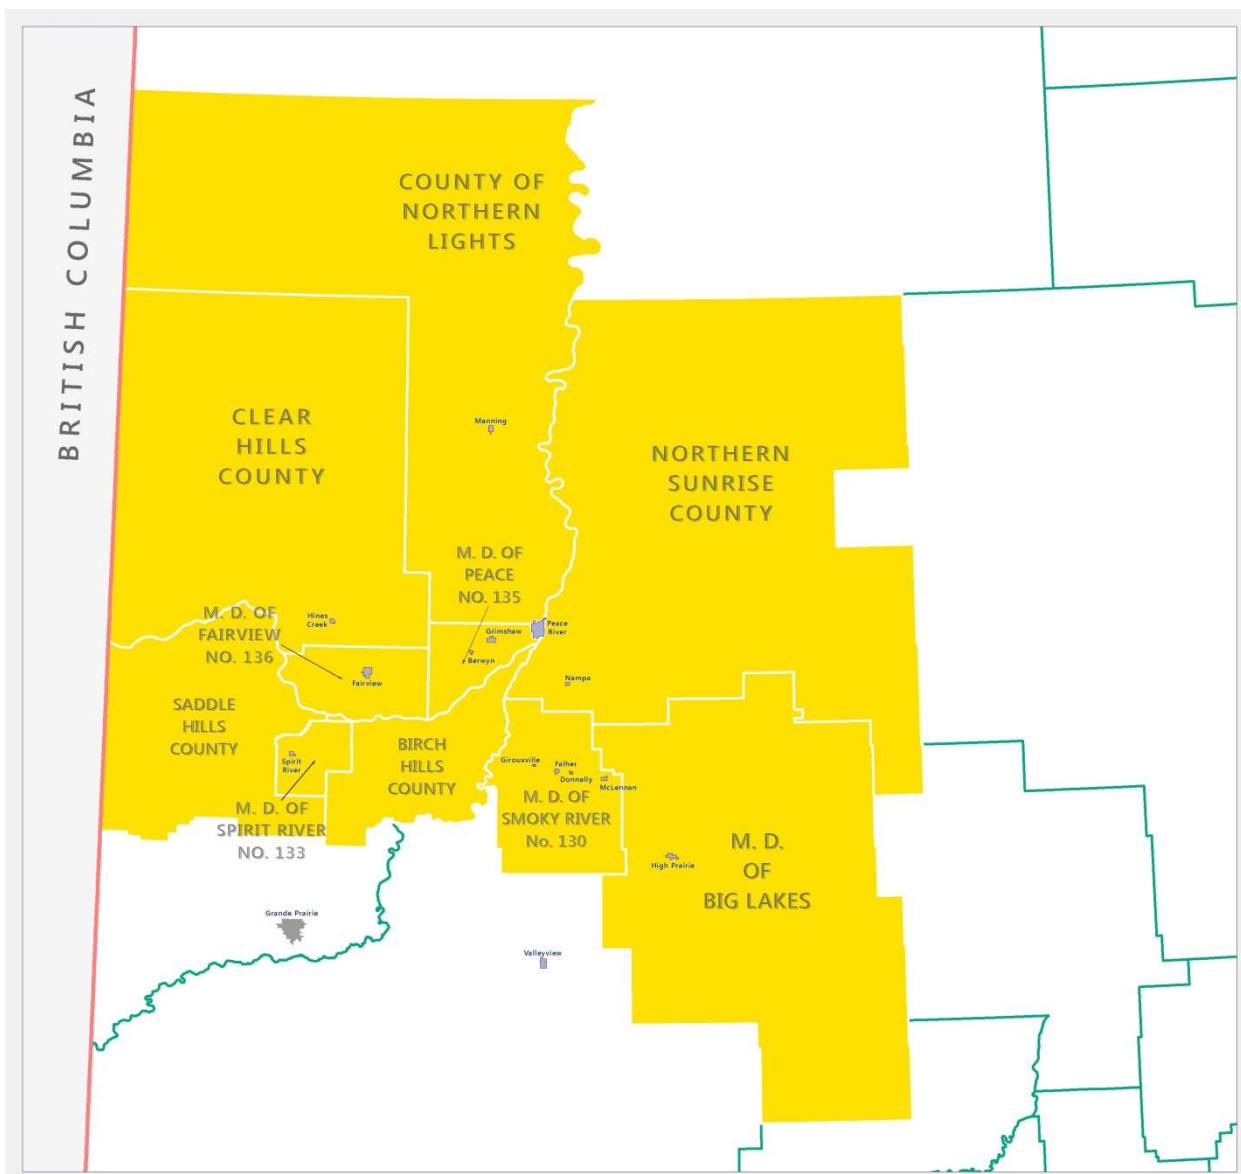 BRITISH COLUMBIA
COUNTY OF
NORTHERN
LIGHTS
CLEAR
HILLS
COUNTY
Manning
NORTHERN
SUNRISE
COUNTY
M. D. OF
PEACE
NO. 135
M. D. OF
FAIRVIEW
NO. 136
Hines
Creek
Grimshaw
Peace
River
Berwyn
Fairview
Nampa
SADDLE
HILLS
COUNTY
Spirit
River
BIRCH
HILLS
COUNTY
Girouxville
Falher
Donnelly
McLennan
M. D. OF
SPIRIT RIVER
NO. 133
M. D. OF
SMOKY RIVER
No. 130
High Prairie
M. D.
OF
BIG LAKES
Grande Prairie
Valleyview